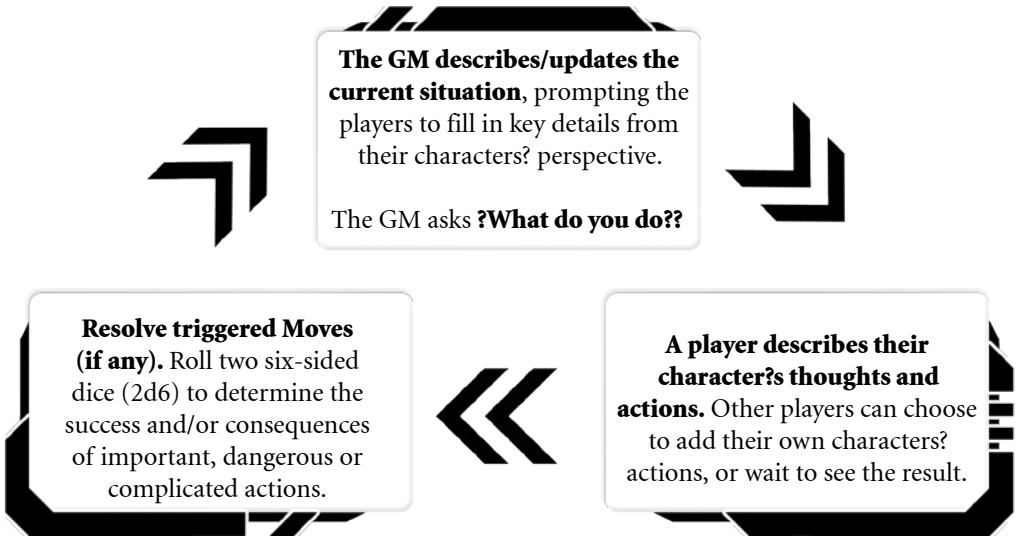 The GM describes/updates the
current situation, prompting the
players to fill in key details from
their characters? perspective.
The GM asks ?What do you do??
A player describes their
character?s thoughts and
actions. Other players can choose
to add their own characters?
actions, or wait to see the result.
Resolve triggered Moves
(if any). Roll two six-sided
dice (2d6) to determine the
success and/or consequences
of important, dangerous or
complicated actions.